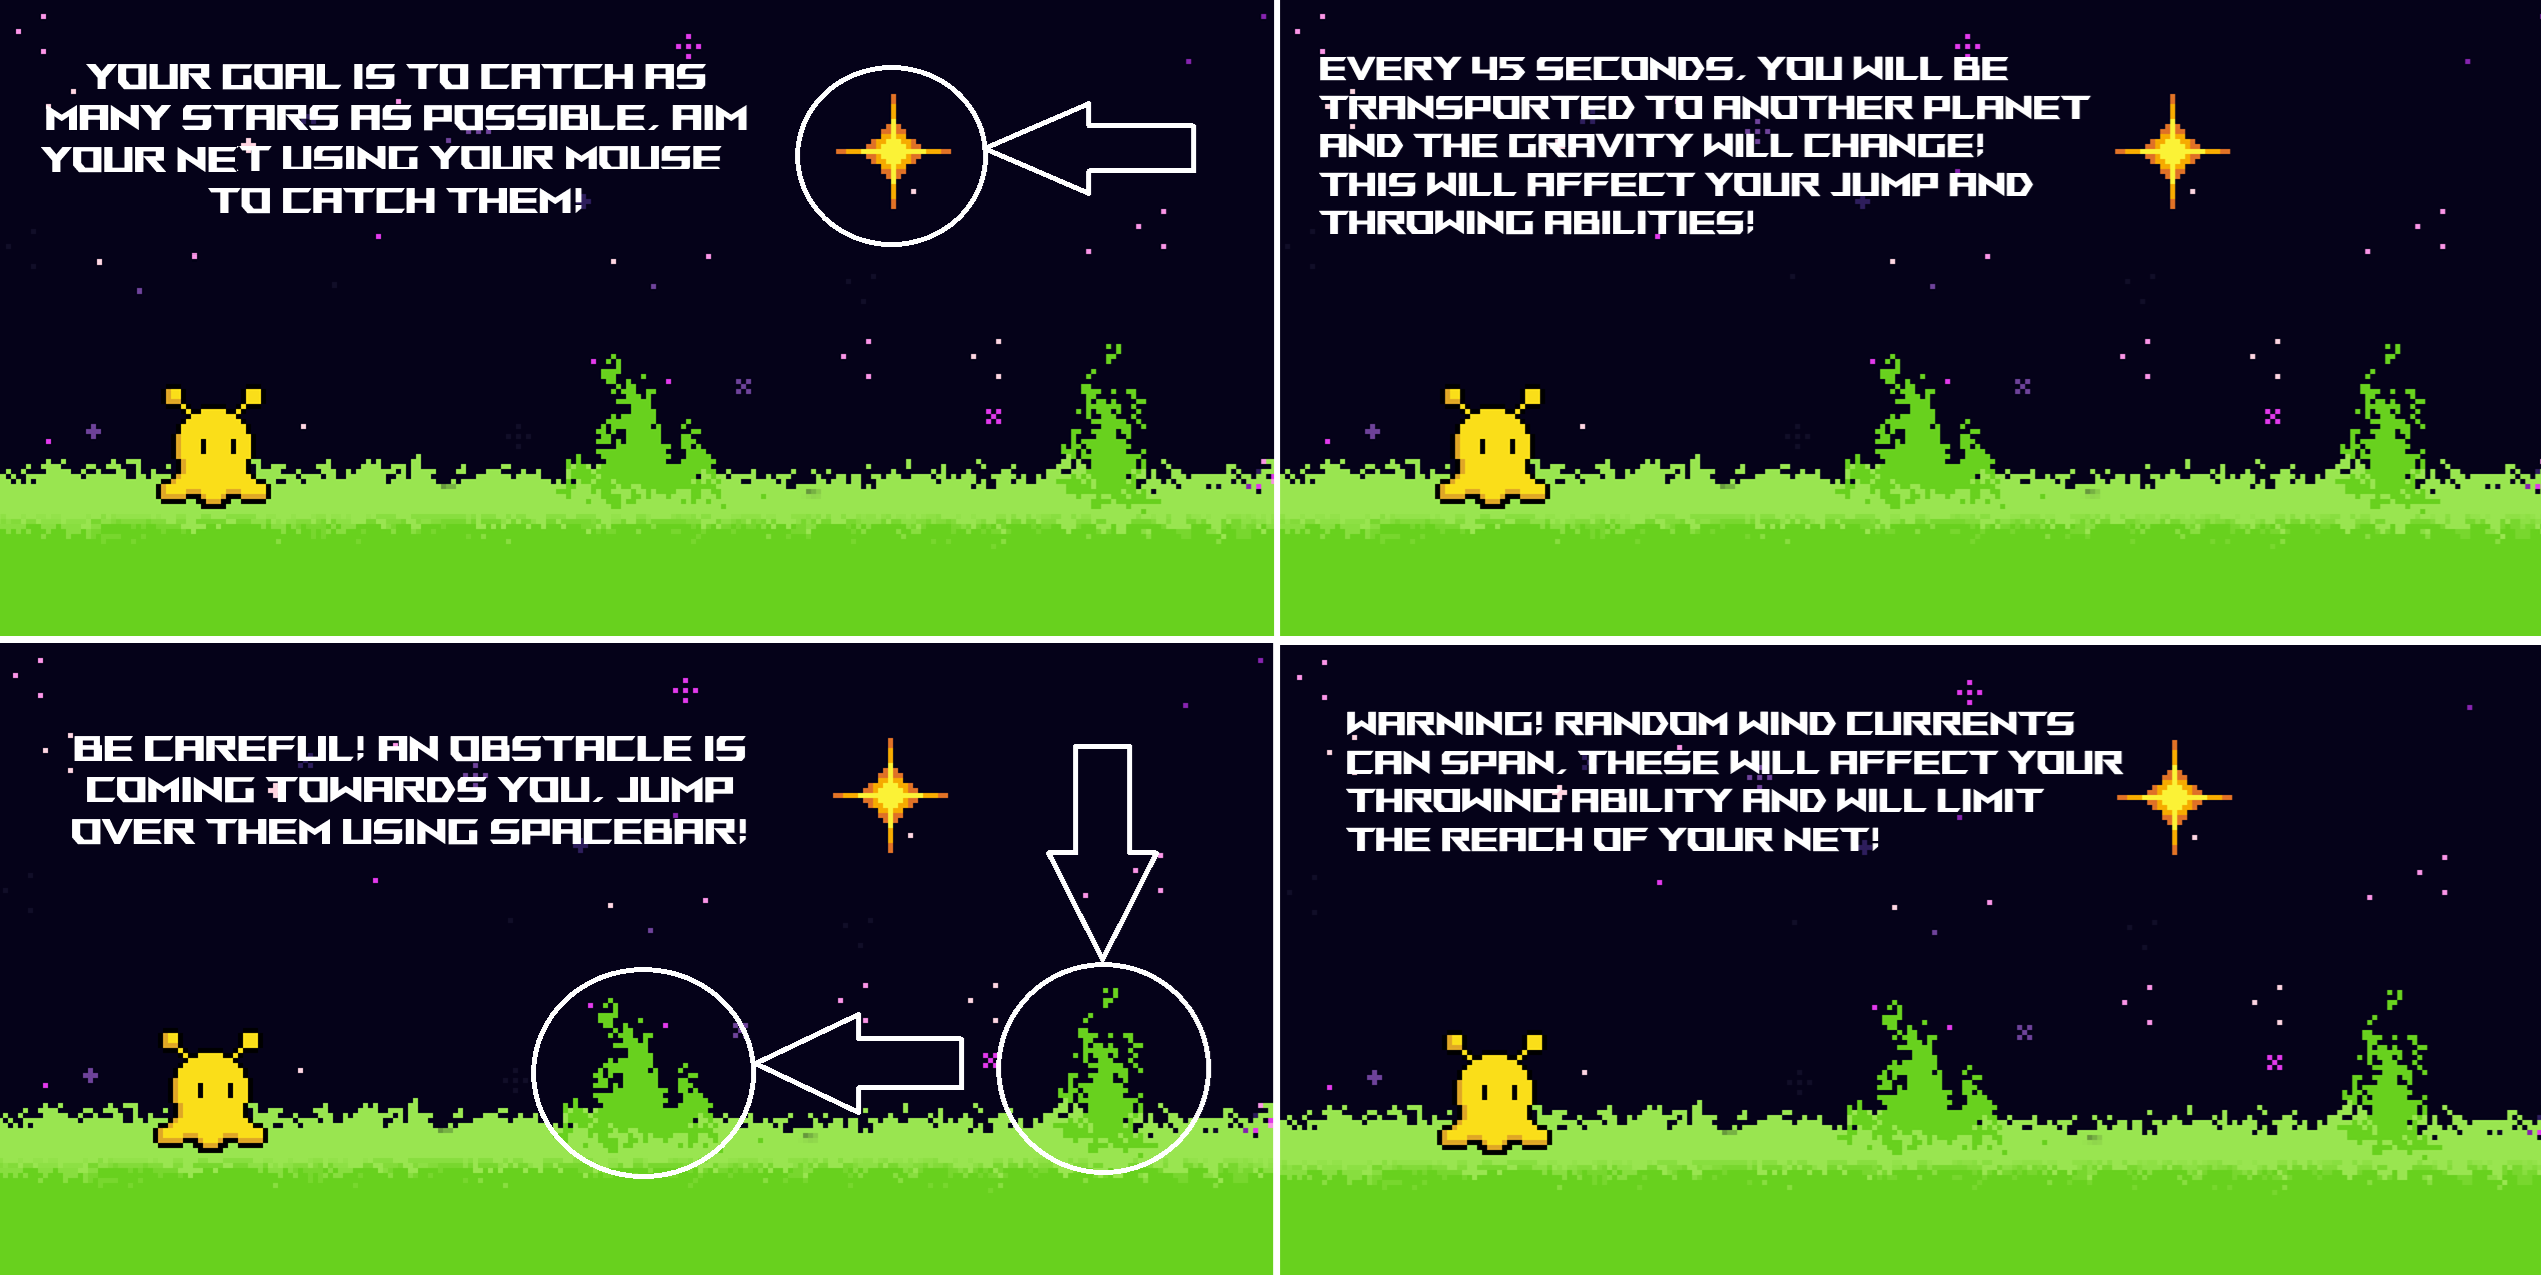 YOUR GOAL IS TO CATCH AS
MANY STARS AS POSSIBLE, AIM
YOUR NET USING YOUR MOUSE
TO CATCH THEM!
EVERY 45 SECONDS, YOU WILL BE
TRANSPORTED TO ANOTHER PLANET
AND THE GRAVITY WILL CHANGE!
THIS WILL AFFECT YOUR JUMP AND
THROWING ABILITIES!
BE CAREFUL! AN OBSTACLE IS
COMING TOWARDS YOU, JUMP
OVER THEM USING SPACEBAR!
WARNING! RANDOM WIND CURRENTS
CAN SPAN, THESE WILL AFFECT YOUR
THROWING ABILITY AND WILL LIMIT
THE REACH OF YOUR NET!